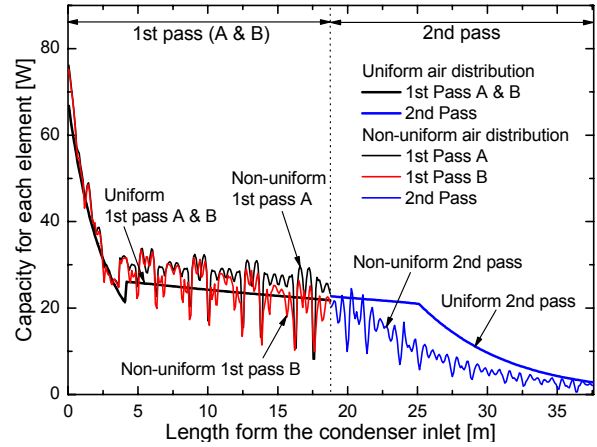 1st pass (A & B)
2nd pass
Capacity for each element [W]
80
60
40
20
0
Uniform air distribution
1st Pass A & B
2nd Pass
Non-uniform air distribution
1st Pass A
1st Pass B
2nd Pass
Uniform
1st pass A & B
Non-uniform
1st pass A
Non-uniform 2nd pass
Uniform 2nd pass
Non-uniform 1st pass B
0 5 10 15 20 25 30 35
Length form the condenser inlet [m]